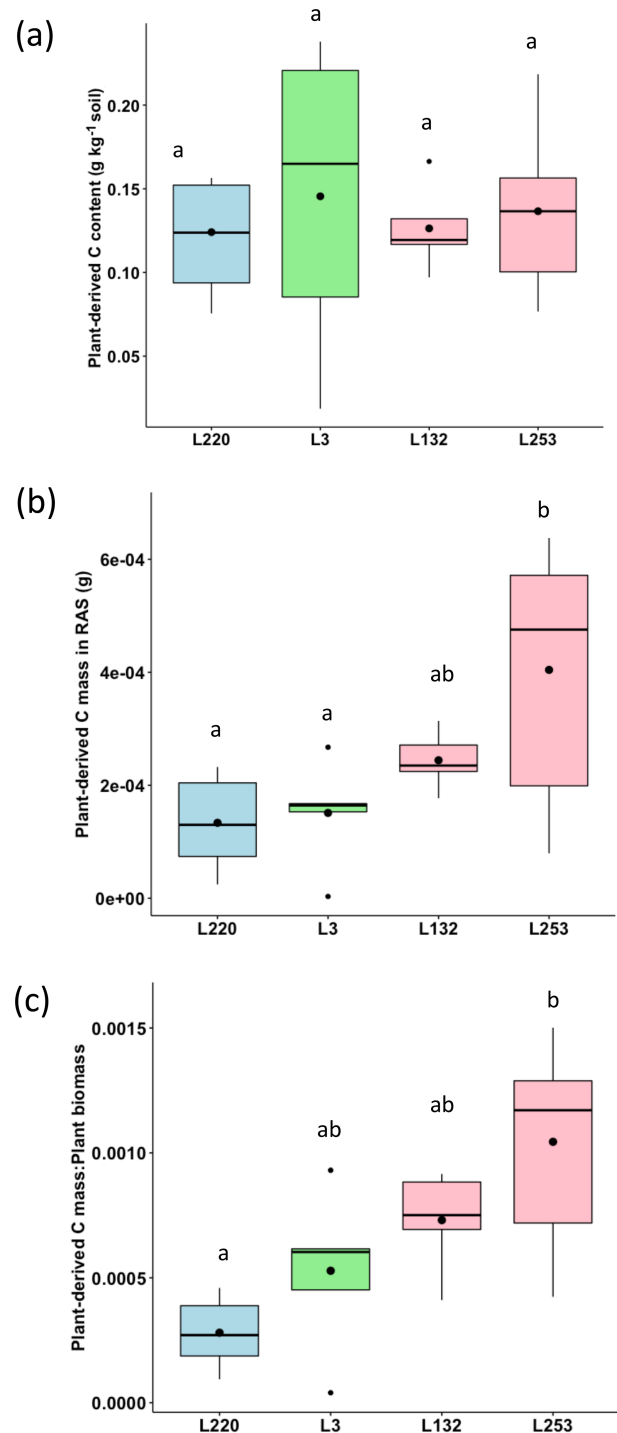 (a)
a
a
a
a
Plant-derived C content (g kg⁻¹ soil)
0.20
0.15
0.10
0.05
L220 L3 L132 L253
(b)
b
ab
a
a
Plant-derived C mass in RAS (g)
6e-04
4e-04
2e-04
0e+00
L220 L3 L132 L253
(c)
b
ab
ab
a
Plant-derived C mass:Plant biomass
0.0015
0.0010
0.0005
0.0000
L220 L3 L132 L253